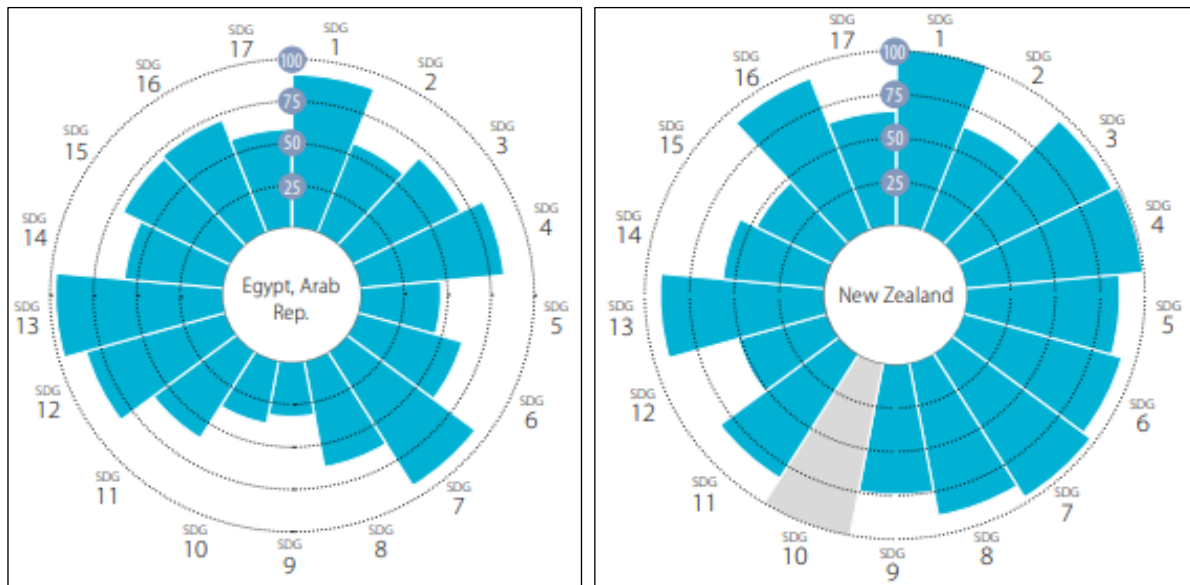 SDG
1
SDG
2
SDG
3
SDG
4
SDG
5
SDG
6
SDG
7
SDG
8
SDG
9
SDG
10
SDG
11
SDG
12
SDG
13
SDG
14
SDG
15
SDG
16
SDG
17
100
75
50
25
Egypt, Arab
Rep.
SDG
1
SDG
2
SDG
3
SDG
4
SDG
5
SDG
6
SDG
7
SDG
8
SDG
9
SDG
10
SDG
11
SDG
12
SDG
13
SDG
14
SDG
15
SDG
16
SDG
17
100
75
50
25
New Zealand